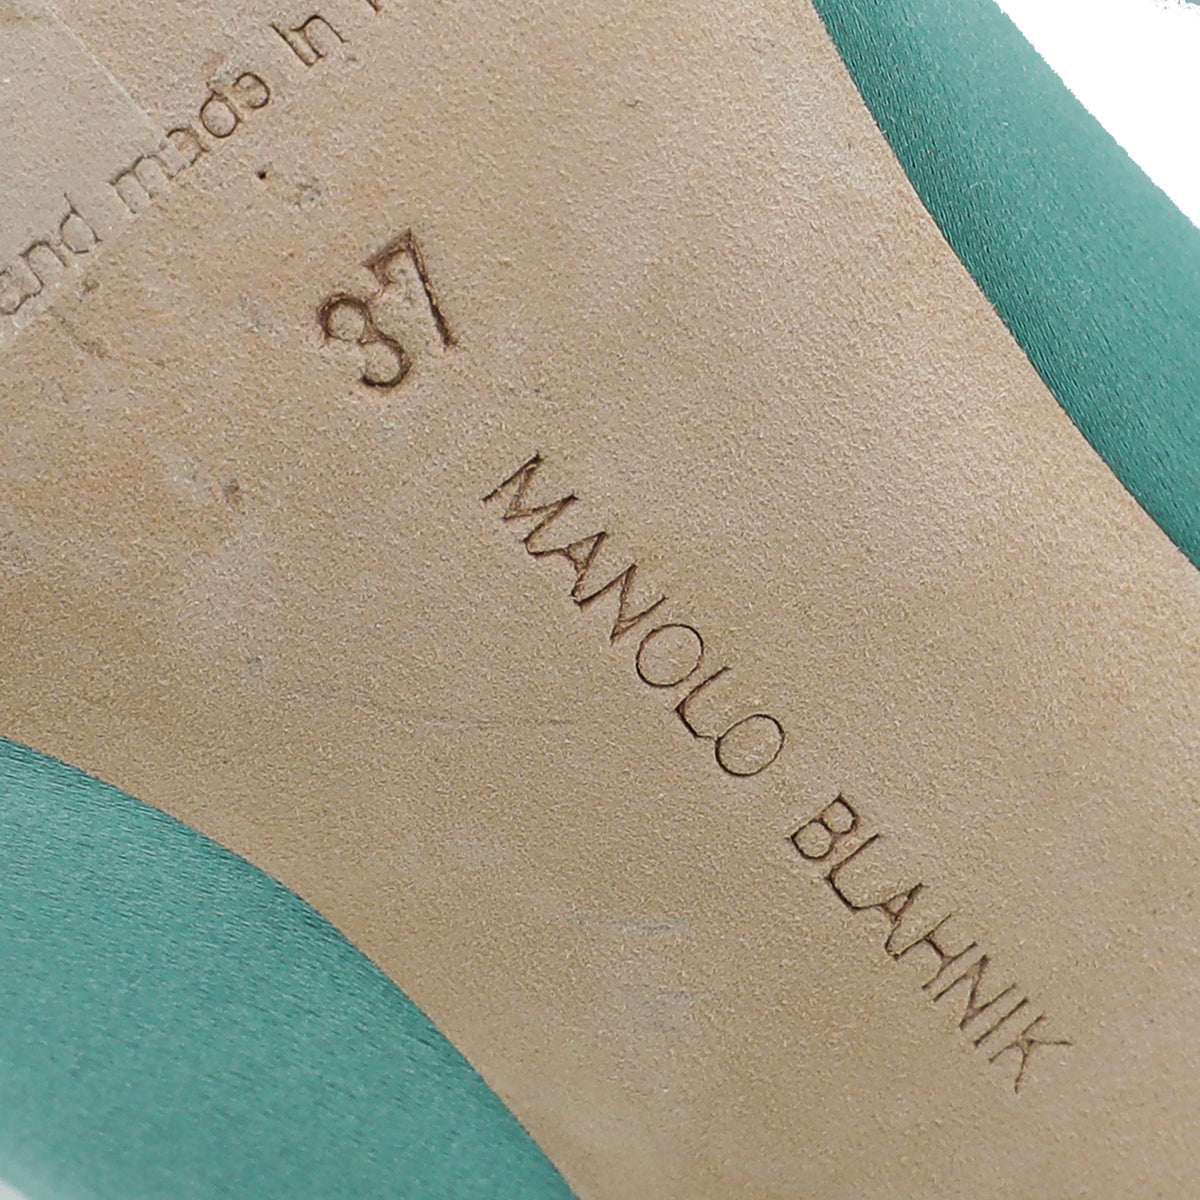 and made in
37
MANOLO BLAHNIK